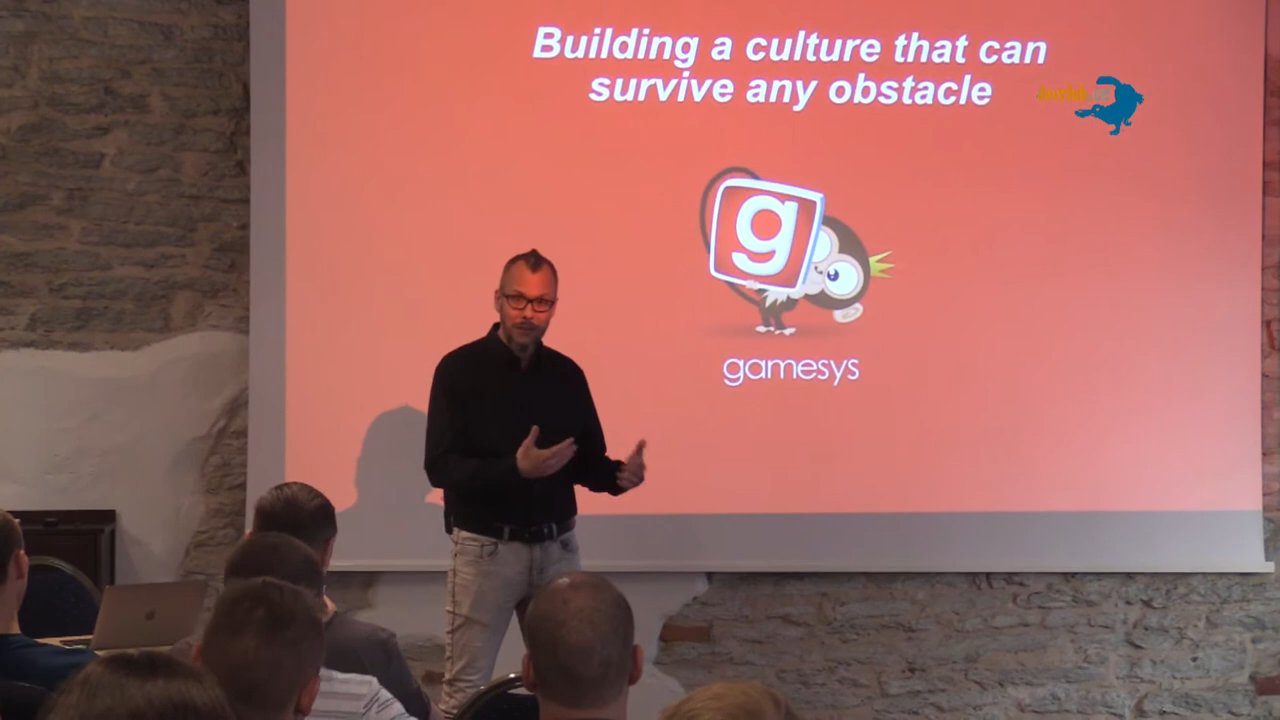 Building a culture that can
survive any obstacle
g
gamesys